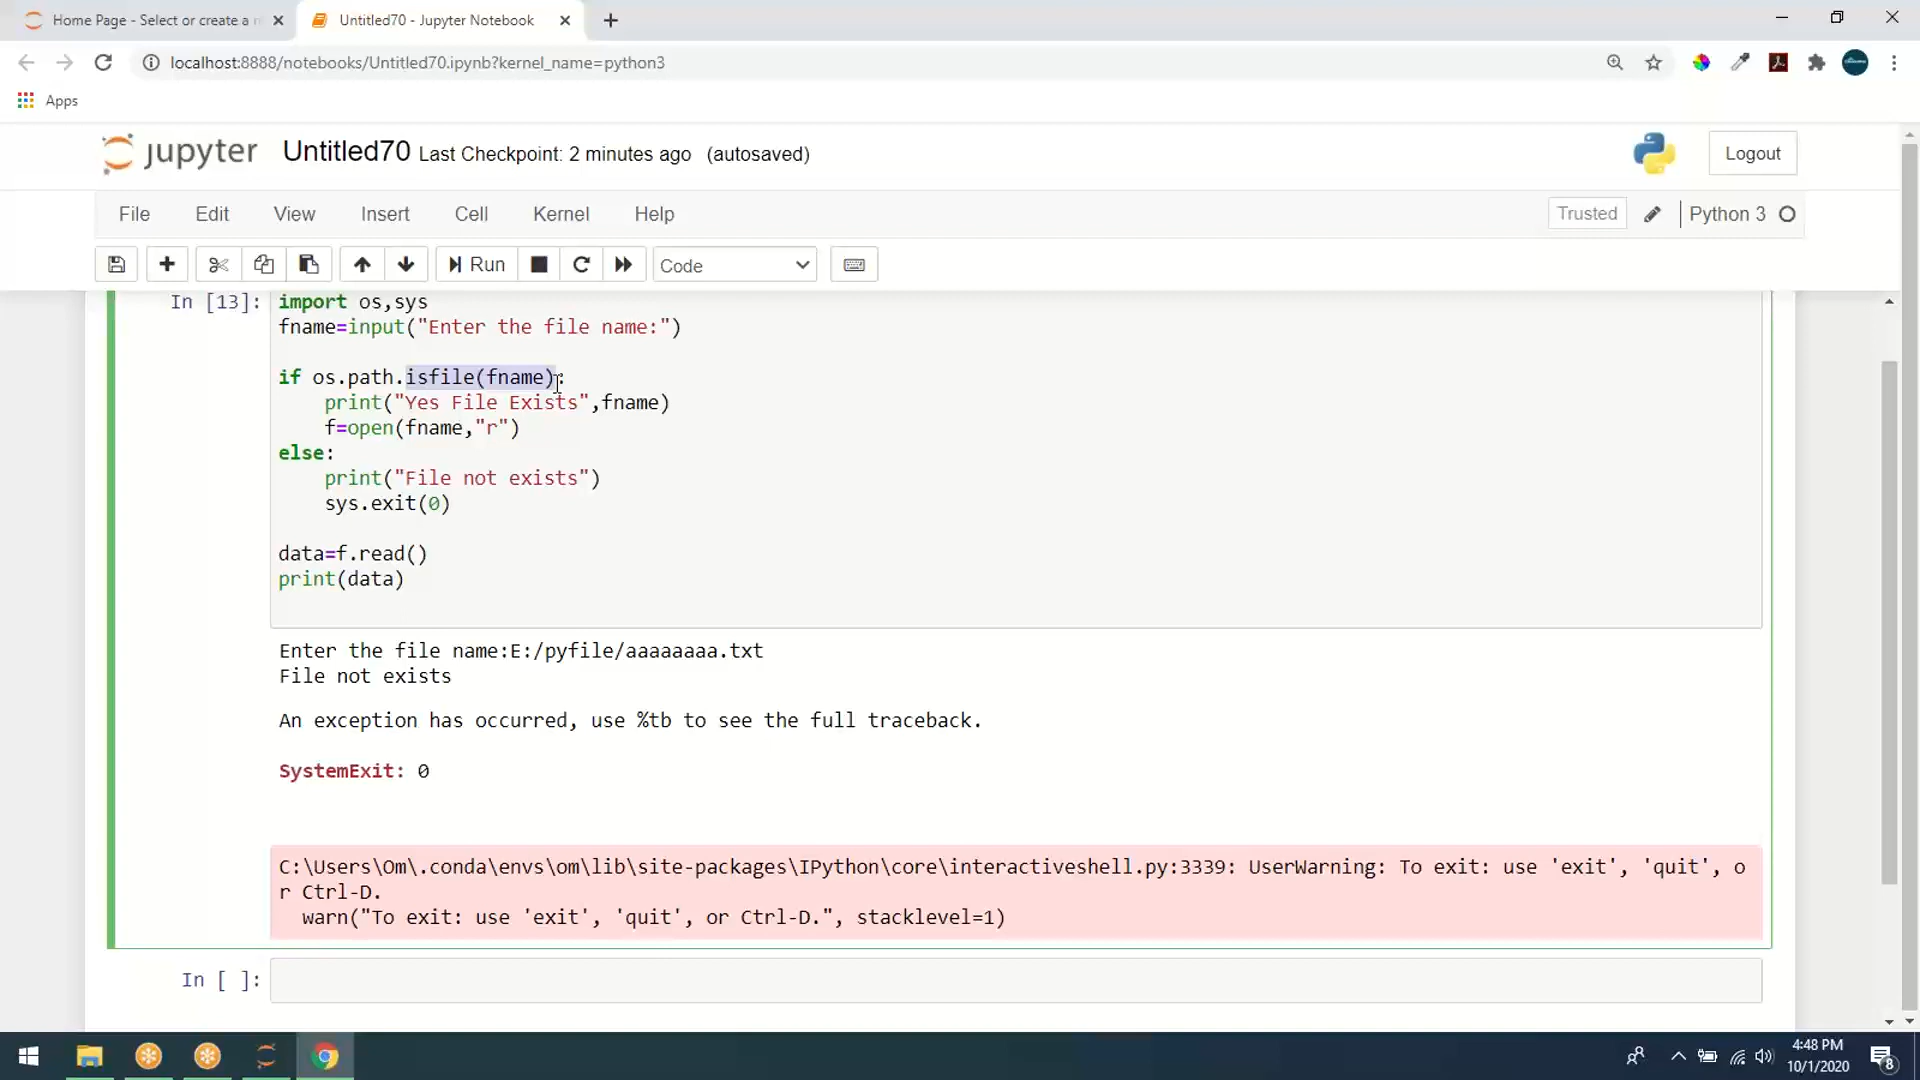 Home Page - Select or create a n
Untitled70 - Jupyter Notebook
localhost:8888/notebooks/Untitled70.ipynb?kernel_name=python3
Apps
jupyter Untitled70 Last Checkpoint: 2 minutes ago (autosaved) Logout
File Edit View Insert Cell Kernel Help Trusted Python 3
Run Code
In [13]: import os,sys
fname=input("Enter the file name:")
if os.path.isfile(fname):
print("Yes File Exists",fname)
f=open(fname,"r")
else:
print("File not exists")
sys.exit(0)
data=f.read()
print(data)
Enter the file name:E:/pyfile/aaaaaaaa.txt
File not exists
An exception has occurred, use %tb to see the full traceback.
SystemExit: 0
C:\Users\Om\.conda\envs\om\lib\site-packages\IPython\core\interactiveshell.py:3339: UserWarning: To exit: use 'exit', 'quit', o
r Ctrl-D.
warn("To exit: use 'exit', 'quit', or Ctrl-D.", stacklevel=1)
In [ ]:
4:48 PM
10/1/2020
8